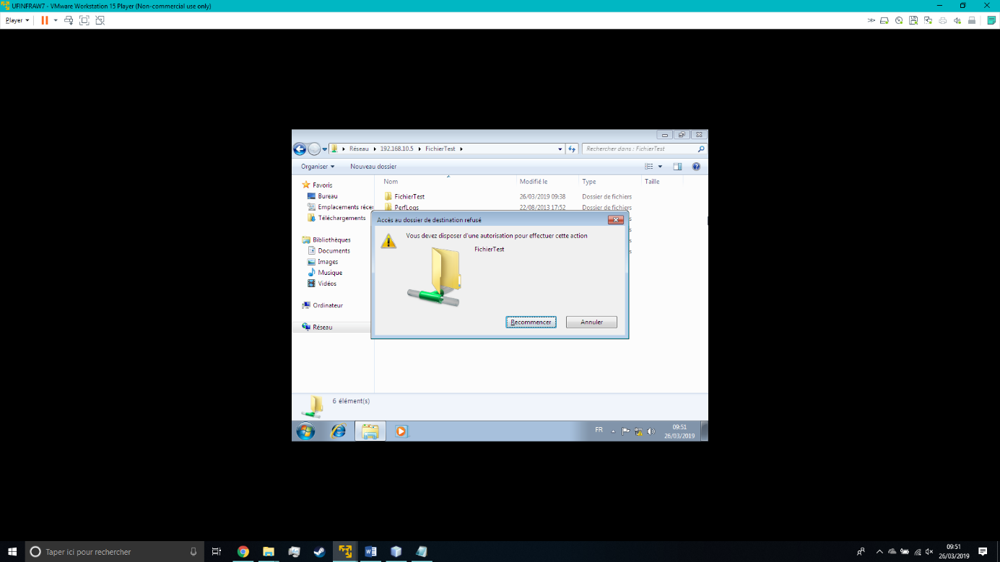 UFINFRAW7 - VMware Workstation 15 Player (Non-commercial use only)
Player
Réseau 192.168.10.5 FichierTest
Rechercher dans : FichierTest
Organiser Nouveau dossier
Nom Modifié le Type Taille
Favoris
Bureau
Emplacements réce
Téléchargements
Bibliothèques
Documents
Images
Musique
Vidéos
Ordinateur
Réseau
FichierTest 26/03/2019 09:38 Dossier de fichiers
PerfLogs 22/08/2013 17:52 Dossier de fichiers
Accès au dossier de destination refusé
Vous devez disposer d'une autorisation pour effectuer cette action
FichierTest
Recommencer Annuler
6 élément(s)
FR
09:51
26/03/2019
Taper ici pour rechercher
09:51
26/03/2019